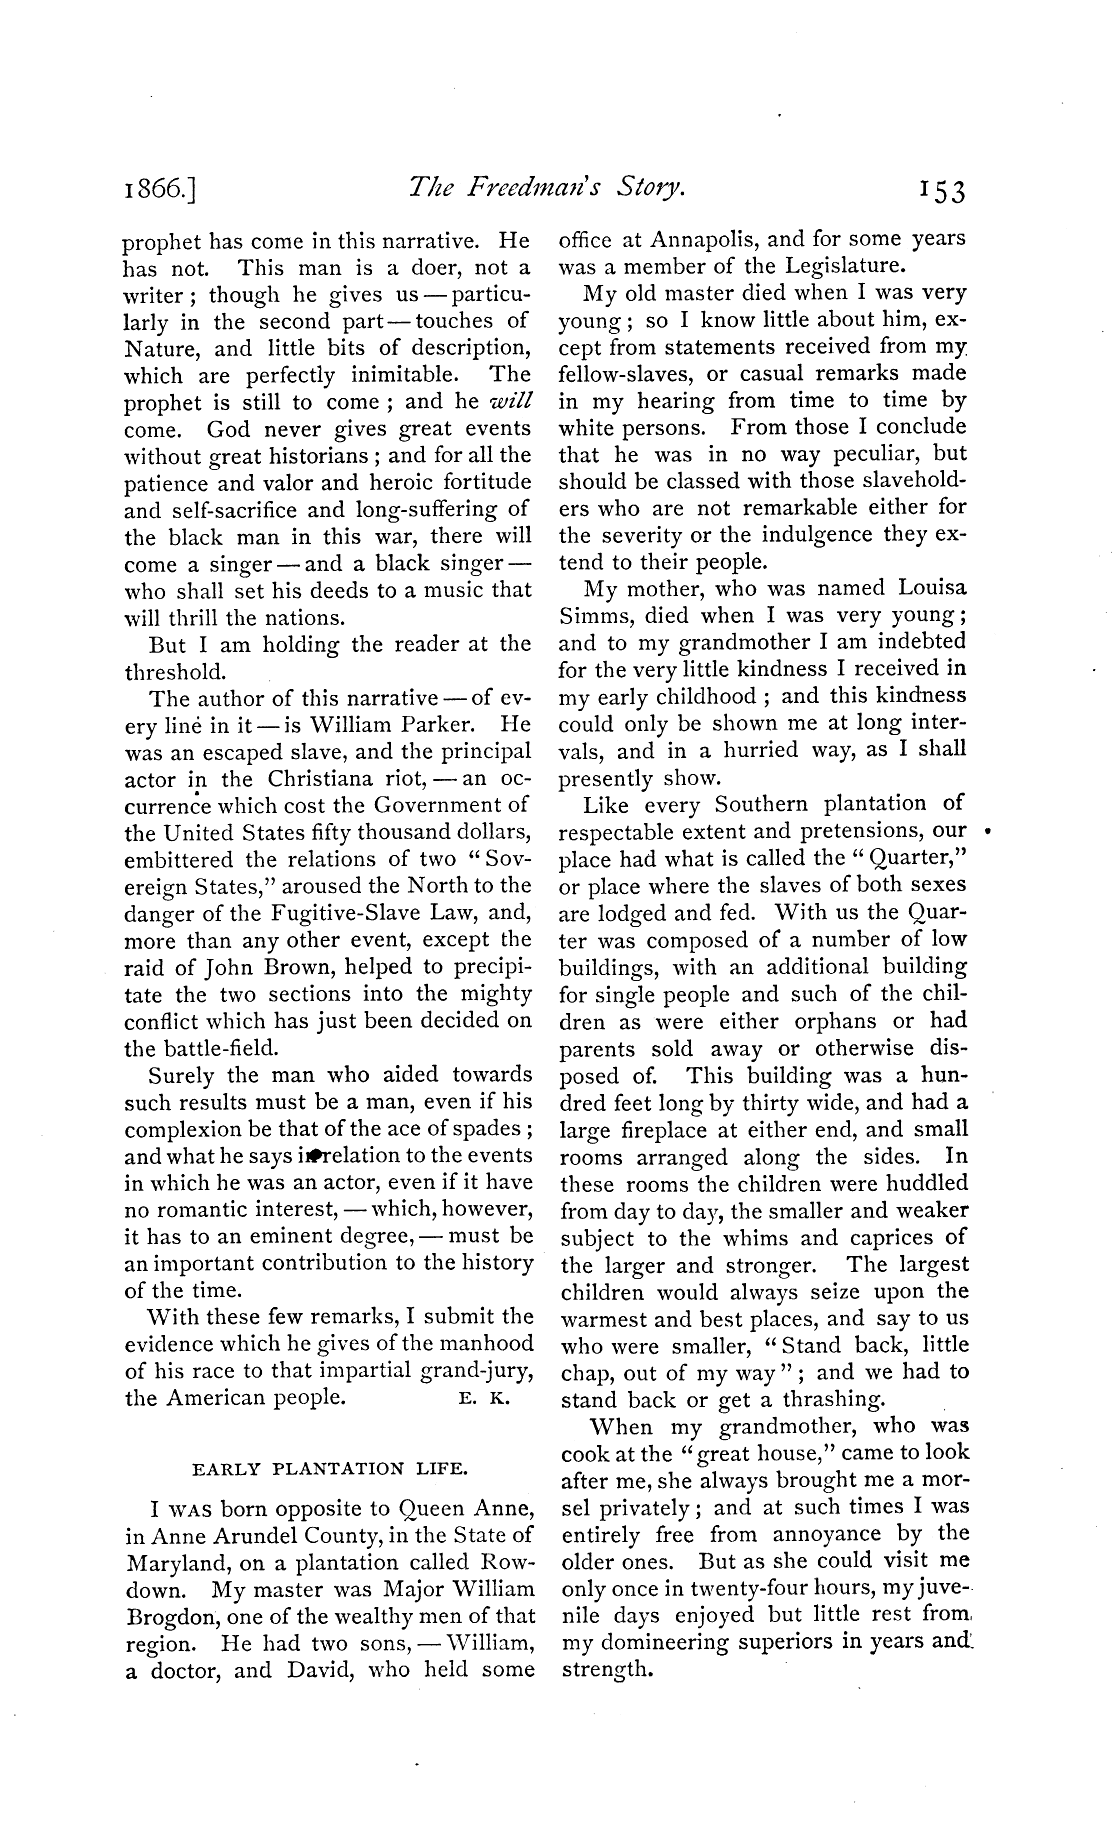 1866.] The Freedman's Story. 153
prophet has come in this narrative. He
has not. This man is a doer, not a
writer ; though he gives us — particu-
larly in the second part — touches of
Nature, and little bits of description,
which are perfectly inimitable. The
prophet is still to come ; and he will
come. God never gives great events
without great historians ; and for all the
patience and valor and heroic fortitude
and self-sacrifice and long-suffering of
the black man in this war, there will
come a singer — and a black singer —
who shall set his deeds to a music that
will thrill the nations.
But I am holding the reader at the
threshold.
The author of this narrative — of ev-
ery line in it — is William Parker. He
was an escaped slave, and the principal
actor in the Christiana riot, — an oc-
currence which cost the Government of
the United States fifty thousand dollars,
embittered the relations of two " Sov-
ereign States," aroused the North to the
danger of the Fugitive-Slave Law, and,
more than any other event, except the
raid of John Brown, helped to precipi-
tate the two sections into the mighty
conflict which has just been decided on
the battle-field.
Surely the man who aided towards
such results must be a man, even if his
complexion be that of the ace of spades ;
and what he says in relation to the events
in which he was an actor, even if it have
no romantic interest, — which, however,
it has to an eminent degree, — must be
an important contribution to the history
of the time.
With these few remarks, I submit the
evidence which he gives of the manhood
of his race to that impartial grand-jury,
the American people. E. K.
EARLY PLANTATION LIFE.
I WAS born opposite to Queen Anne,
in Anne Arundel County, in the State of
Maryland, on a plantation called Row-
down. My master was Major William
Brogdon, one of the wealthy men of that
region. He had two sons, — William,
a doctor, and David, who held some
office at Annapolis, and for some years
was a member of the Legislature.
My old master died when I was very
young ; so I know little about him, ex-
cept from statements received from my
fellow-slaves, or casual remarks made
in my hearing from time to time by
white persons. From those I conclude
that he was in no way peculiar, but
should be classed with those slavehold-
ers who are not remarkable either for
the severity or the indulgence they ex-
tend to their people.
My mother, who was named Louisa
Simms, died when I was very young ;
and to my grandmother I am indebted
for the very little kindness I received in
my early childhood ; and this kindness
could only be shown me at long inter-
vals, and in a hurried way, as I shall
presently show.
Like every Southern plantation of
respectable extent and pretensions, our
place had what is called the " Quarter,"
or place where the slaves of both sexes
are lodged and fed. With us the Quar-
ter was composed of a number of low
buildings, with an additional building
for single people and such of the chil-
dren as were either orphans or had
parents sold away or otherwise dis-
posed of. This building was a hun-
dred feet long by thirty wide, and had a
large fireplace at either end, and small
rooms arranged along the sides. In
these rooms the children were huddled
from day to day, the smaller and weaker
subject to the whims and caprices of
the larger and stronger. The largest
children would always seize upon the
warmest and best places, and say to us
who were smaller, " Stand back, little
chap, out of my way " ; and we had to
stand back or get a thrashing.
When my grandmother, who was
cook at the " great house," came to look
after me, she always brought me a mor-
sel privately ; and at such times I was
entirely free from annoyance by the
older ones. But as she could visit me
only once in twenty-four hours, my juve-
nile days enjoyed but little rest from
my domineering superiors in years and
strength.